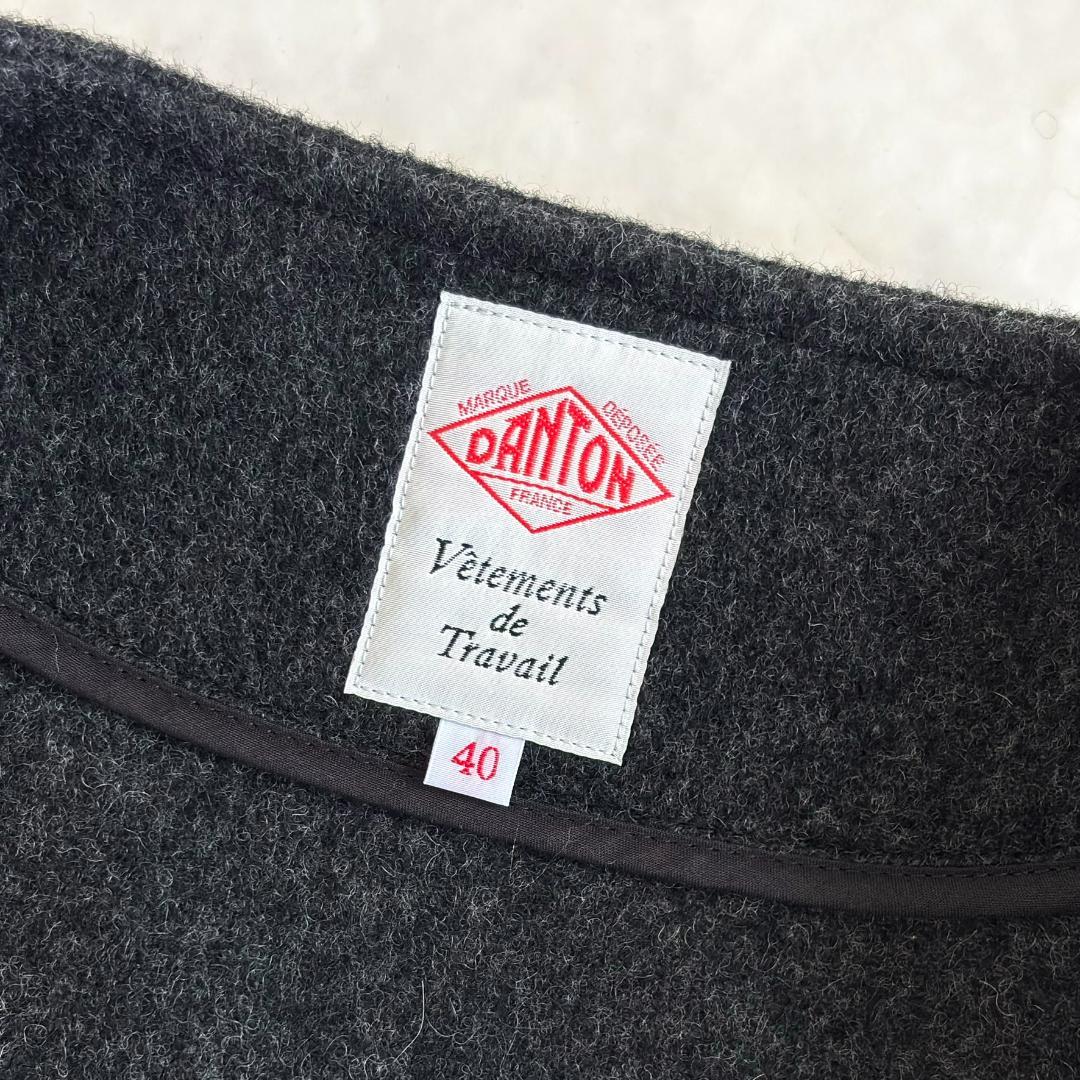 MARQUE DÉPOSÉE
DANTON
FRANCE
Vêtements
de
Travail
40